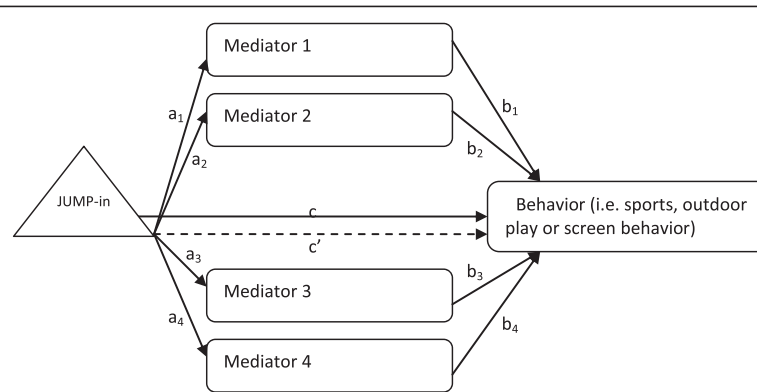 Mediator 1
a₁
b₁
Mediator 2
a₂
b₂
JUMP-in
c
Behavior (i.e. sports, outdoor
play or screen behavior)
c’
a₃
b₃
Mediator 3
a₄
b₄
Mediator 4